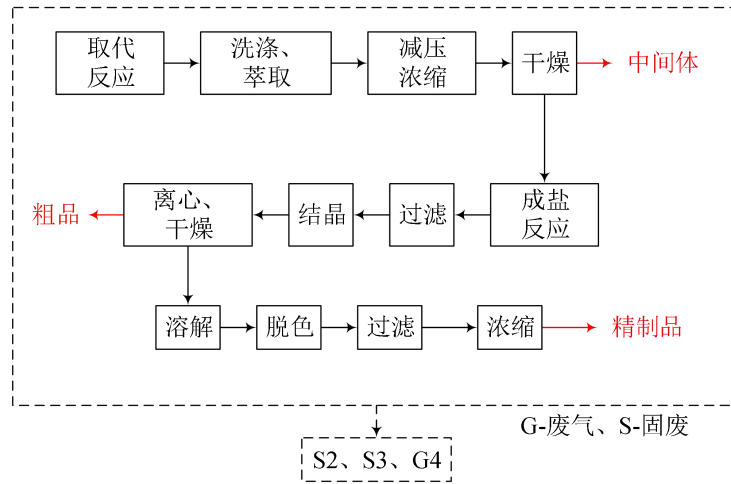 取代
反应
洗涤、
萃取
减压
浓缩
干燥
中间体
粗品
离心、
干燥
结晶
过滤
成盐
反应
溶解
脱色
过滤
浓缩
精制品
G-废气、S-固废
S2、S3、G4